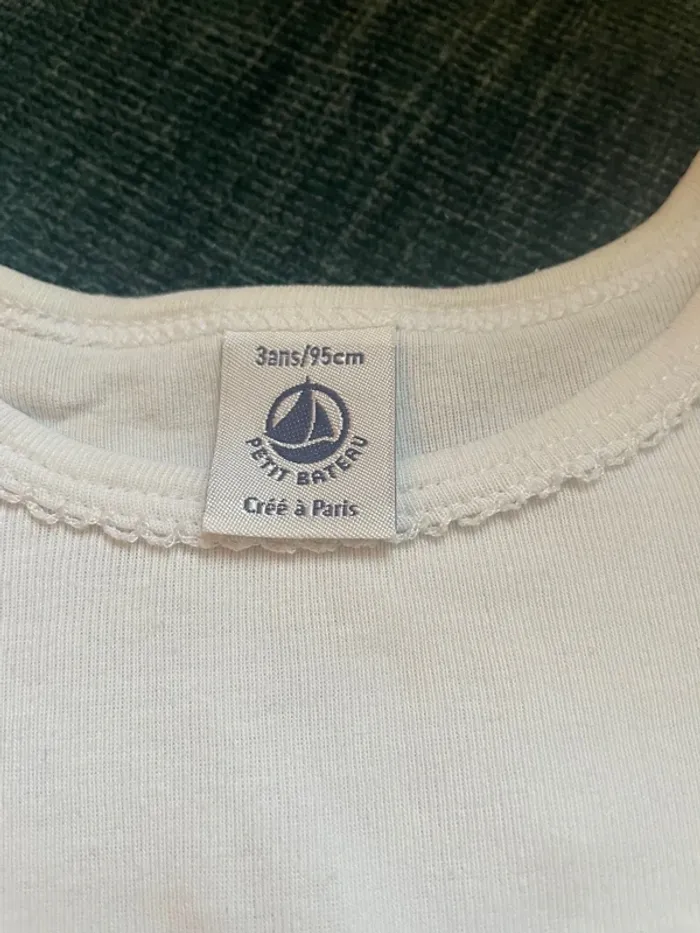 3ans/95cm
PETIT BATEAU
Créé à Paris